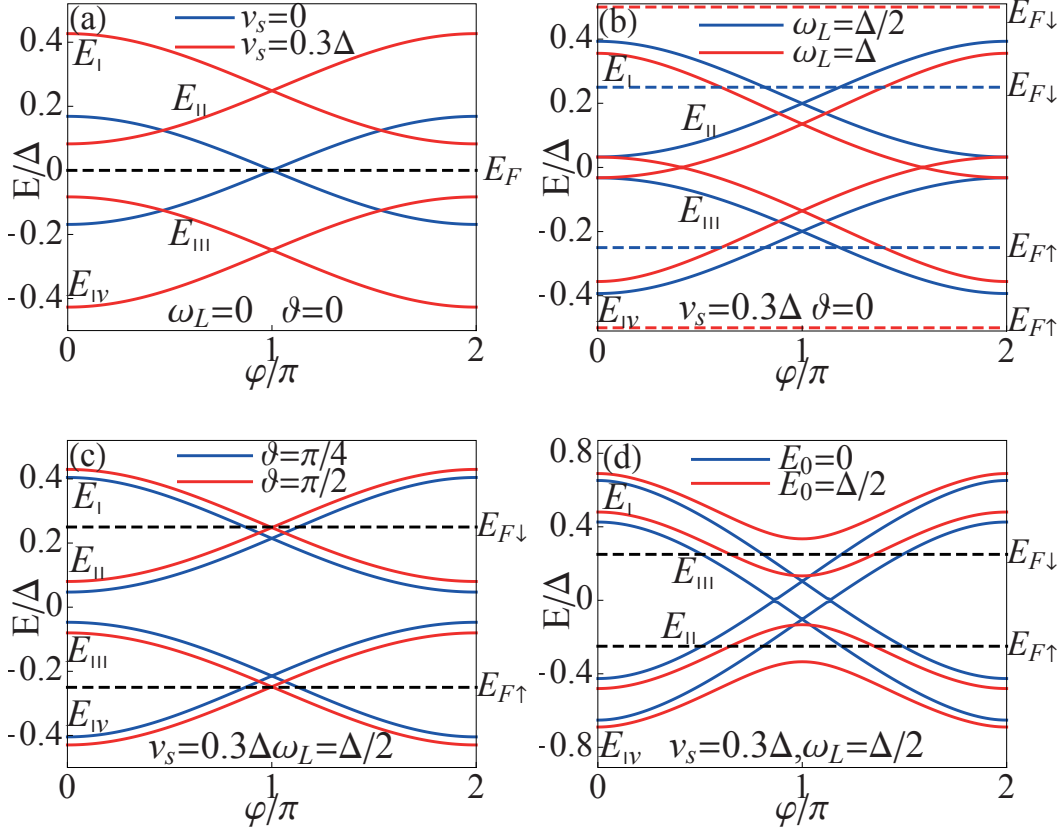 (a)
v_s=0
v_s=0.3Δ
0.4
0.2
0
-0.2
-0.4
E/Δ
E_I
E_II
E_III
E_IV
E_F
ω_L=0 ϑ=0
0 1 2
φ/π
(b)
ω_L=Δ/2
ω_L=Δ
0.4
0.2
0
-0.2
-0.4
E/Δ
E_I
E_II
E_III
E_IV
E_F↓
E_F↓
E_F↑
E_F↑
v_s=0.3Δ ϑ=0
0 1 2
φ/π
(c)
ϑ=π/4
ϑ=π/2
0.4
0.2
0
-0.2
-0.4
E/Δ
E_I
E_II
E_III
E_IV
E_F↓
E_F↑
v_s=0.3Δω_L=Δ/2
0 1 2
φ/π
(d)
E_0=0
E_0=Δ/2
0.8
0.4
0
-0.4
-0.8
E/Δ
E_I
E_III
E_II
E_IV
E_F↓
E_F↑
v_s=0.3Δ,ω_L=Δ/2
0 1 2
φ/π